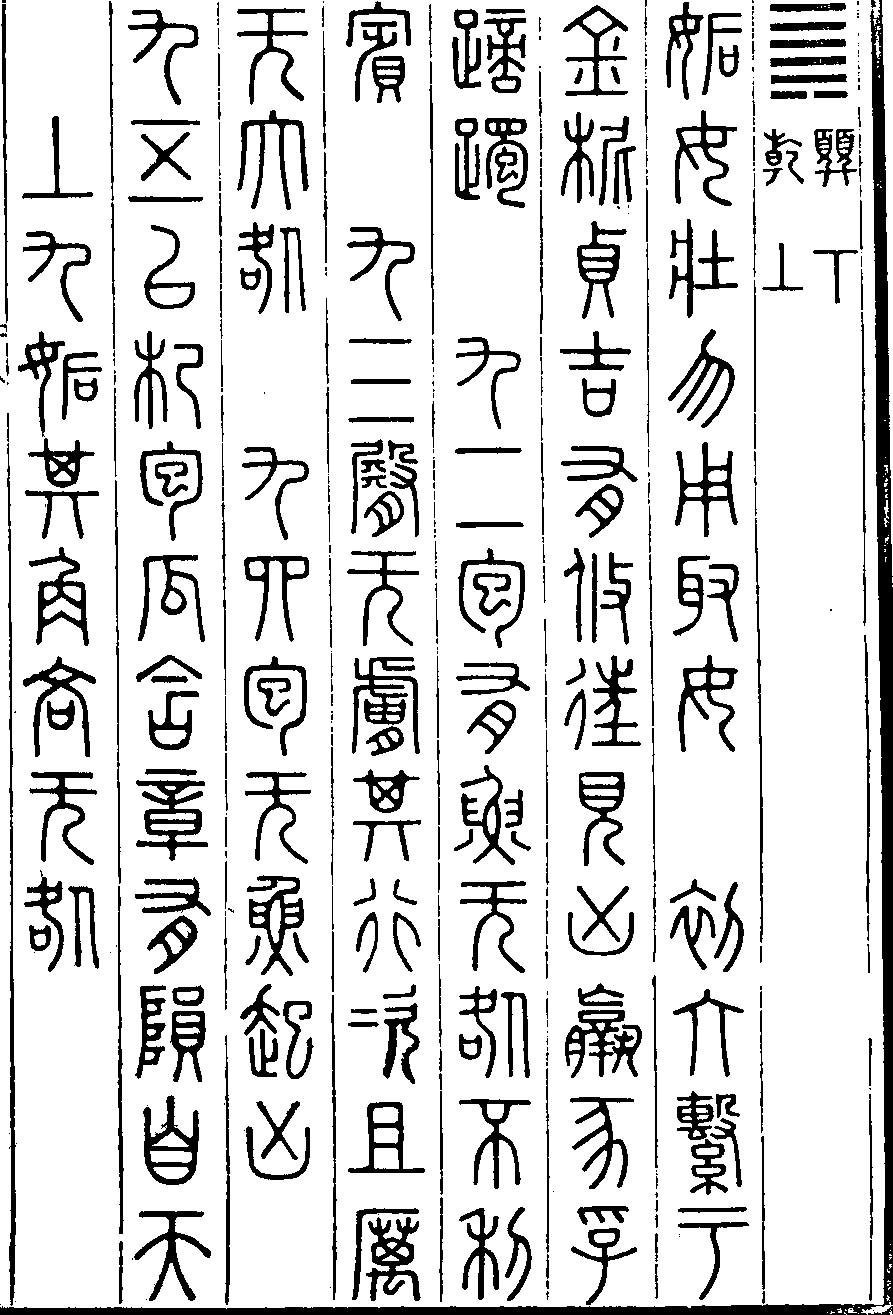 ䷫ 巽下 乾上
姤女壯勿用取女 初六繫于
金柅貞吉有攸往見凶羸豕孚
蹢躅 九二包有魚无咎不利
賓 九三臀无膚其行次且厲
无大咎 九四包无魚起凶
九五以杞包瓜含章有隕自天
上九姤其角吝无咎